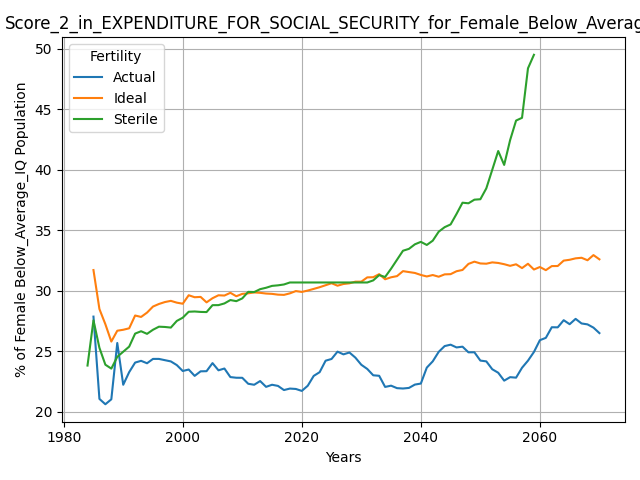 Score_2_in_EXPENDITURE_FOR_SOCIAL_SECURITY_for_Female_Below_Averag
% of Female Below_Average_IQ Population
50
45
40
35
30
25
20
Fertility
Actual
Ideal
Sterile
1980
2000
2020
2040
2060
Years